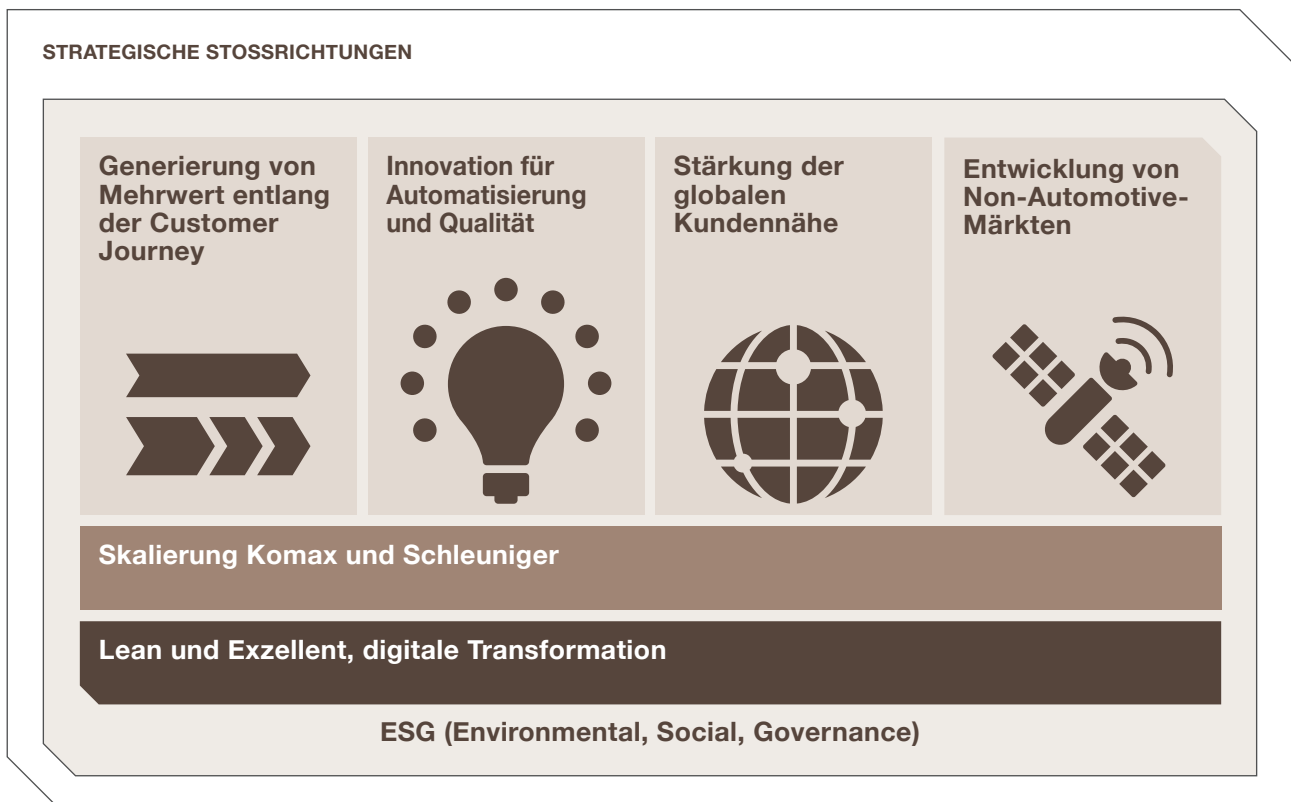 STRATEGISCHE STOSSRICHTUNGEN
Generierung von
Mehrwert entlang
der Customer
Journey
Innovation für
Automatisierung
und Qualität
Stärkung der
globalen
Kundennähe
Entwicklung von
Non-Automotive-
Märkten
Skalierung Komax und Schleuniger
Lean und Exzellent, digitale Transformation
ESG (Environmental, Social, Governance)